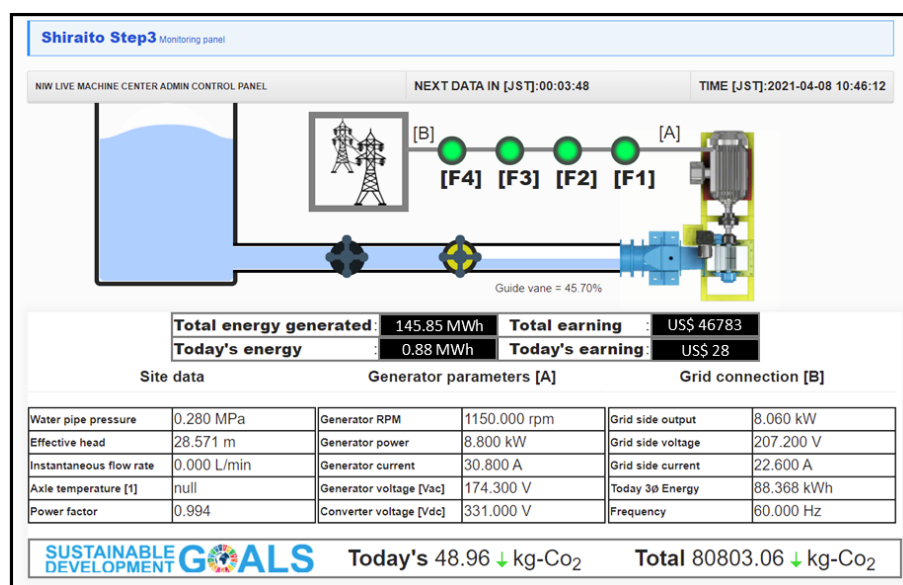 Shiraito Step3 Monitoring panel
NIW LIVE MACHINE CENTER ADMIN CONTROL PANEL NEXT DATA IN [JST]:00:03:48 TIME [JST]:2021-04-08 10:46:12
[B] [A]
[F4] [F3] [F2] [F1]
Guide vane = 45.70%
Total energy generated: 145.85 MWh Total earning : US$ 46783
Today's energy : 0.88 MWh Today's earning: US$ 28
Site data Generator parameters [A] Grid connection [B]
Water pipe pressure 0.280 MPa Generator RPM 1150.000 rpm Grid side output 8.060 kW
Effective head 28.571 m Generator power 8.800 kW Grid side voltage 207.200 V
Instantaneous flow rate 0.000 L/min Generator current 30.800 A Grid side current 22.600 A
Axle temperature [1] null Generator voltage [Vac] 174.300 V Today 3ø Energy 88.368 kWh
Power factor 0.994 Converter voltage [Vdc] 331.000 V Frequency 60.000 Hz
SUSTAINABLE DEVELOPMENT GOALS Today's 48.96 ↓ kg-Co₂ Total 80803.06 ↓ kg-Co₂